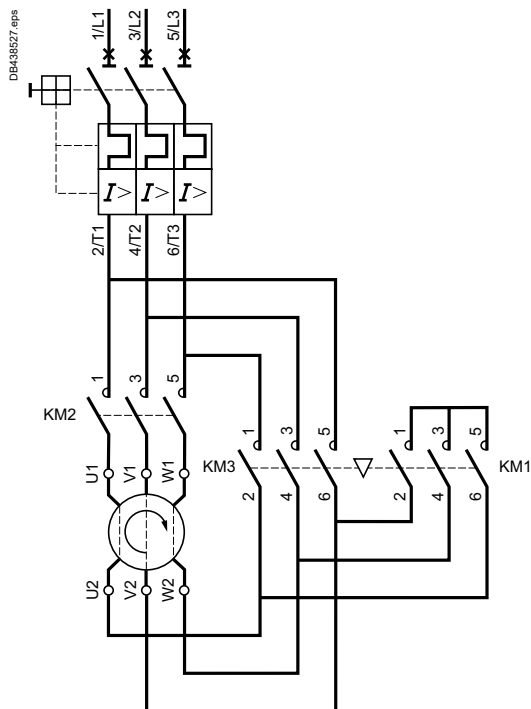 DB438527.eps
1/L1 3/L2 5/L3
I> I> I>
2/T1 4/T2 6/T3
KM2 1 3 5
KM3 1 3 5
2 4 6
KM1 1 3 5
2 4 6
U1 V1 W1
U2 V2 W2